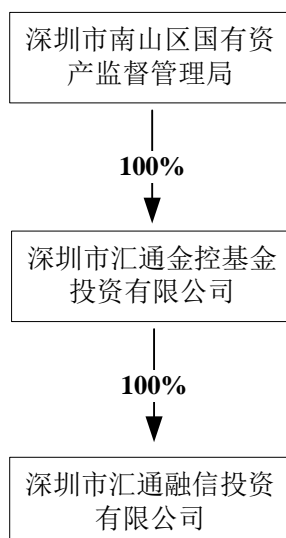 深圳市南山区国有资
产监督管理局
100%
深圳市汇通金控基金
投资有限公司
100%
深圳市汇通融信投资
有限公司